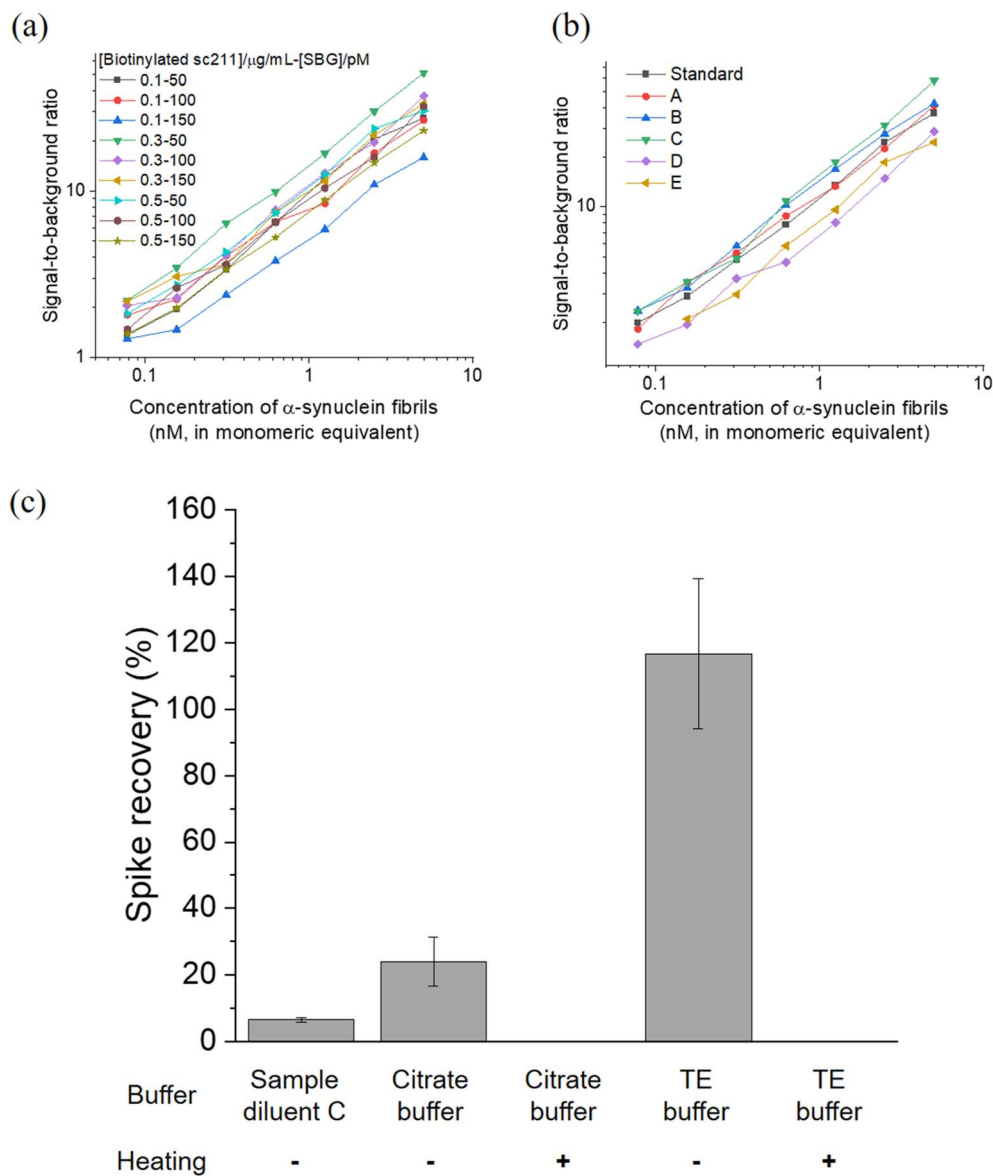 (a)
[Biotinylated sc211]/μg/mL-[SBG]/pM
0.1-50
0.1-100
0.1-150
0.3-50
0.3-100
0.3-150
0.5-50
0.5-100
0.5-150
Signal-to-background ratio
10
1
0.1 1 10
Concentration of α-synuclein fibrils
(nM, in monomeric equivalent)
(b)
Standard
A
B
C
D
E
Signal-to-background ratio
10
0.1 1 10
Concentration of α-synuclein fibrils
(nM, in monomeric equivalent)
(c)
Spike recovery (%)
160
140
120
100
80
60
40
20
0
Buffer Sample diluent C Citrate buffer Citrate buffer TE buffer TE buffer
Heating - - + - +